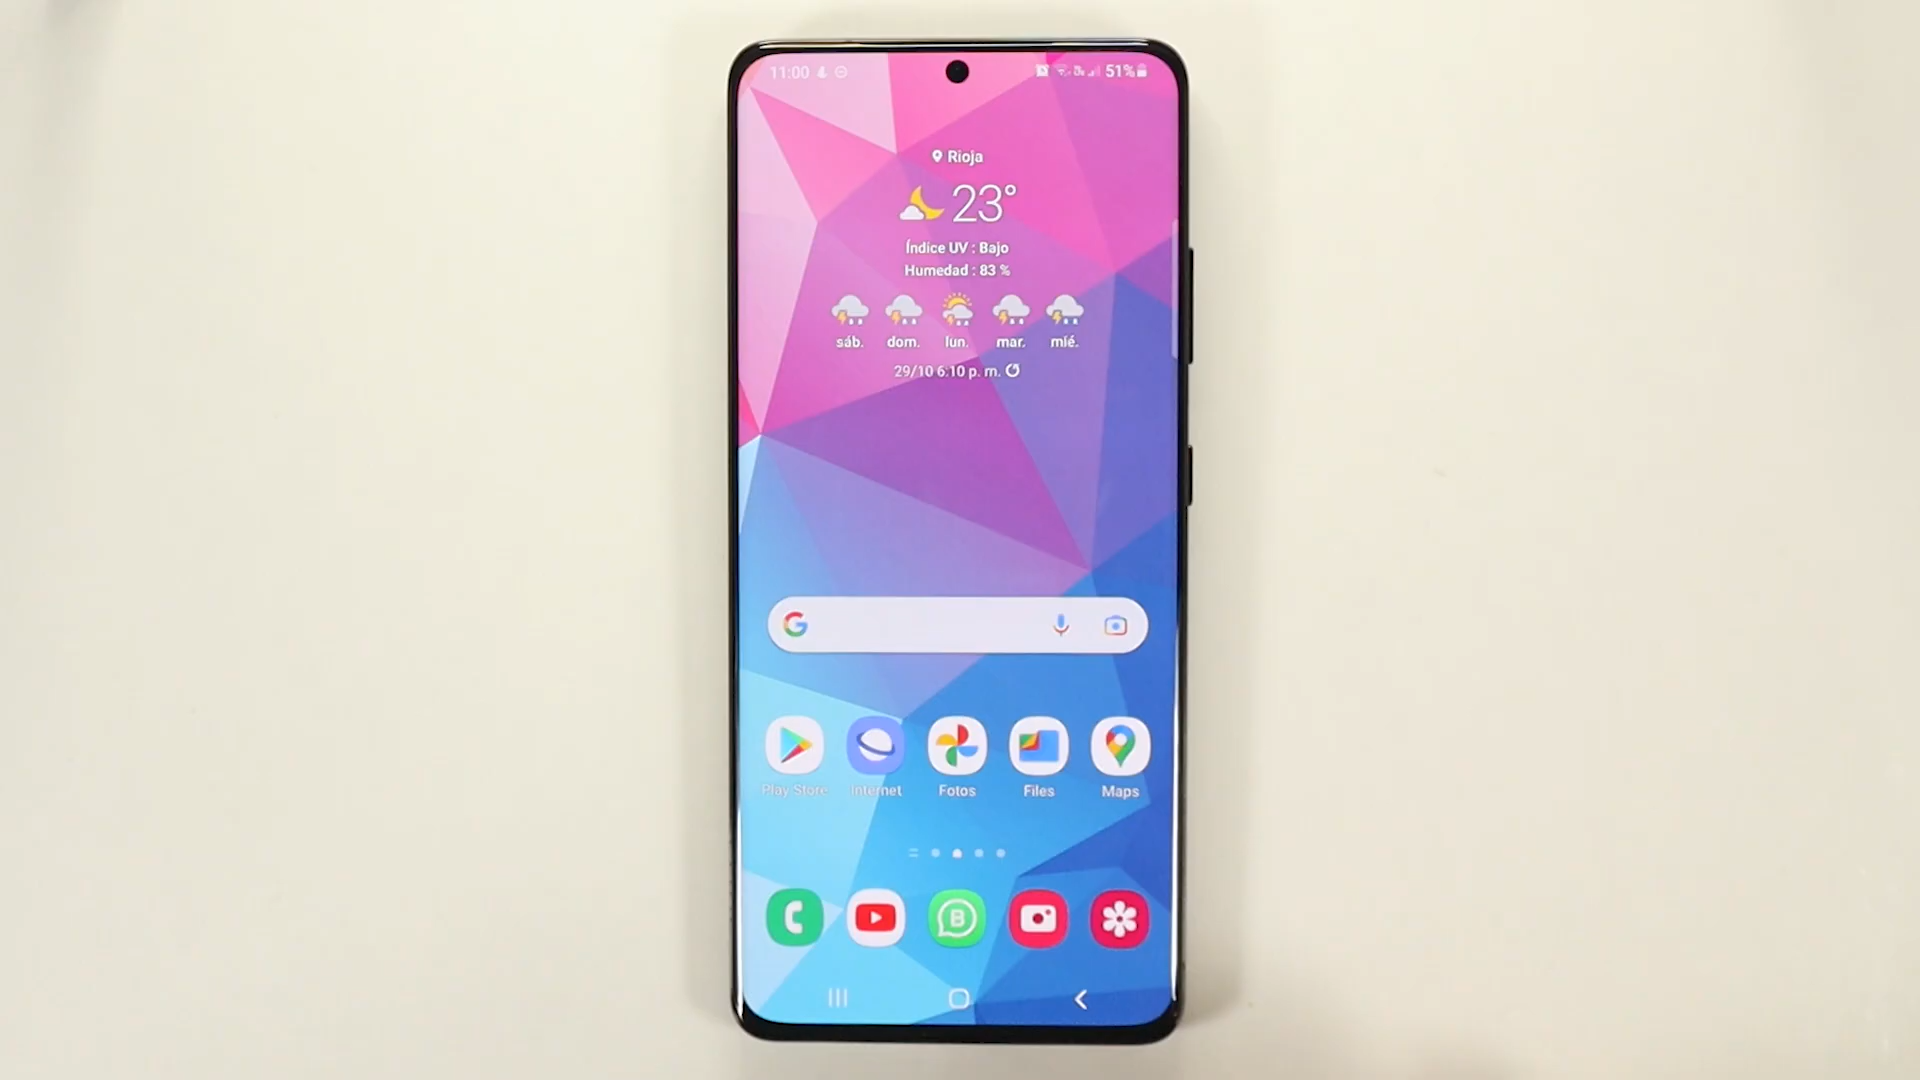 11:00 51%
Rioja
23°
Índice UV : Bajo
Humedad : 83 %
sáb. dom. lun. mar. mié.
29/10 6:10 p. m.
Play Store Internet Fotos Files Maps